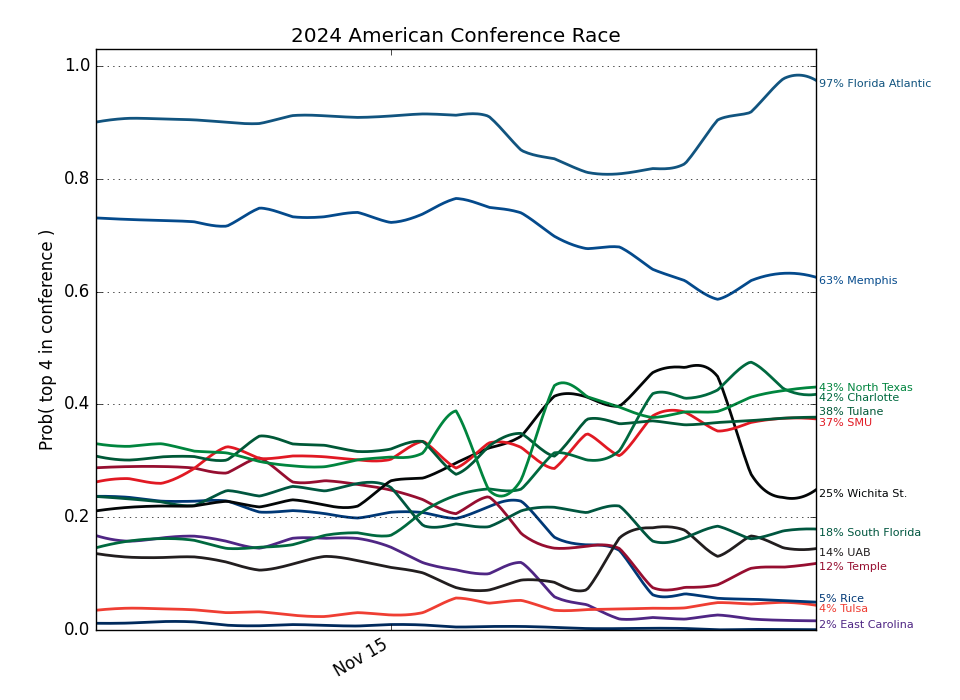 2024 American Conference Race
Prob( top 4 in conference )
1.0
0.8
0.6
0.4
0.2
0.0
Nov 15
97% Florida Atlantic
63% Memphis
43% North Texas
42% Charlotte
38% Tulane
37% SMU
25% Wichita St.
18% South Florida
14% UAB
12% Temple
5% Rice
4% Tulsa
2% East Carolina